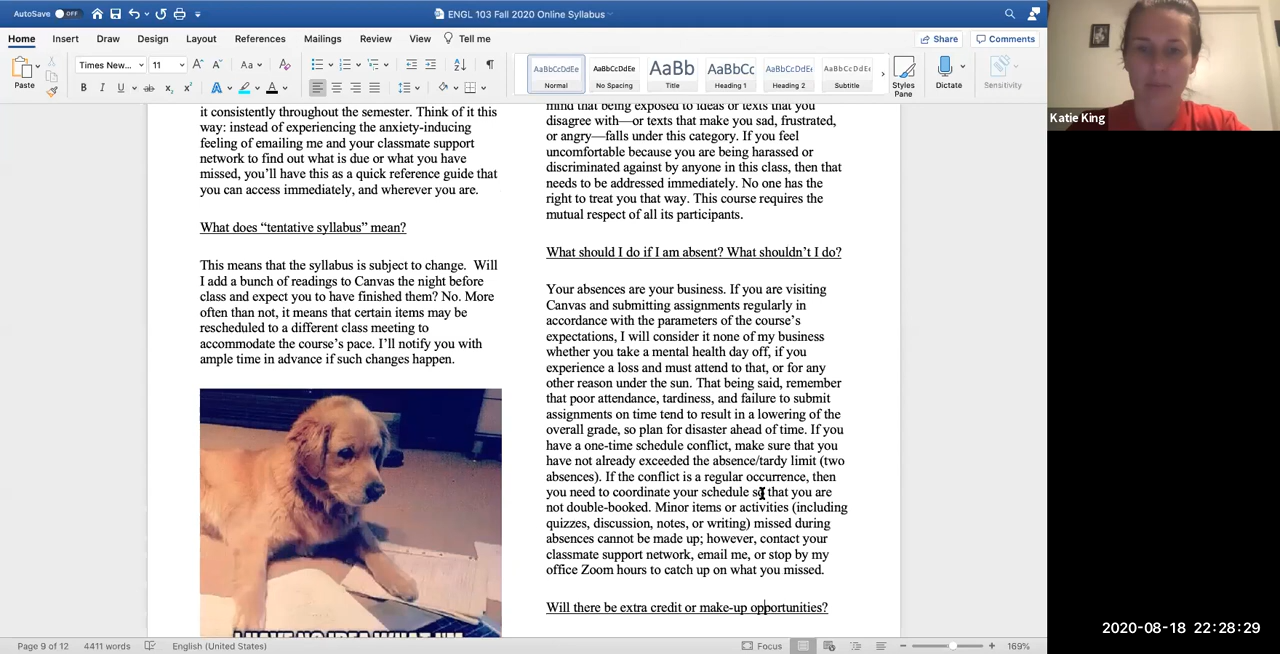 AutoSave OFF
ENGL 103 Fall 2020 Online Syllabus
Home Insert Draw Design Layout References Mailings Review View Tell me
Share Comments
Paste
Times New... 11
AaBbCcDdEe AaBbCcDdEe AaBb AaBbCc AaBbCcDdEe AaBbCcDdEe
Normal No Spacing Title Heading 1 Heading 2 Subtitle
Styles Pane
Dictate
Sensitivity
it consistently throughout the semester. Think of it this
way: instead of experiencing the anxiety-inducing
feeling of emailing me and your classmate support
network to find out what is due or what you have
missed, you'll have this as a quick reference guide that
you can access immediately, and wherever you are.
What does “tentative syllabus” mean?
This means that the syllabus is subject to change. Will
I add a bunch of readings to Canvas the night before
class and expect you to have finished them? No. More
often than not, it means that certain items may be
rescheduled to a different class meeting to
accommodate the course's pace. I'll notify you with
ample time in advance if such changes happen.
I HAVE NO IDEA WHAT I'M
mind that being exposed to ideas or texts that you
disagree with—or texts that make you sad, frustrated,
or angry—falls under this category. If you feel
uncomfortable because you are being harassed or
discriminated against by anyone in this class, then that
needs to be addressed immediately. No one has the
right to treat you that way. This course requires the
mutual respect of all its participants.
What should I do if I am absent? What shouldn't I do?
Your absences are your business. If you are visiting
Canvas and submitting assignments regularly in
accordance with the parameters of the course's
expectations, I will consider it none of my business
whether you take a mental health day off, if you
experience a loss and must attend to that, or for any
other reason under the sun. That being said, remember
that poor attendance, tardiness, and failure to submit
assignments on time tend to result in a lowering of the
overall grade, so plan for disaster ahead of time. If you
have a one-time schedule conflict, make sure that you
have not already exceeded the absence/tardy limit (two
absences). If the conflict is a regular occurrence, then
you need to coordinate your schedule so that you are
not double-booked. Minor items or activities (including
quizzes, discussion, notes, or writing) missed during
absences cannot be made up; however, contact your
classmate support network, email me, or stop by my
office Zoom hours to catch up on what you missed.
Will there be extra credit or make-up opportunities?
Page 9 of 12 4411 words English (United States) Focus 169%
Katie King
2020-08-18 22:28:29